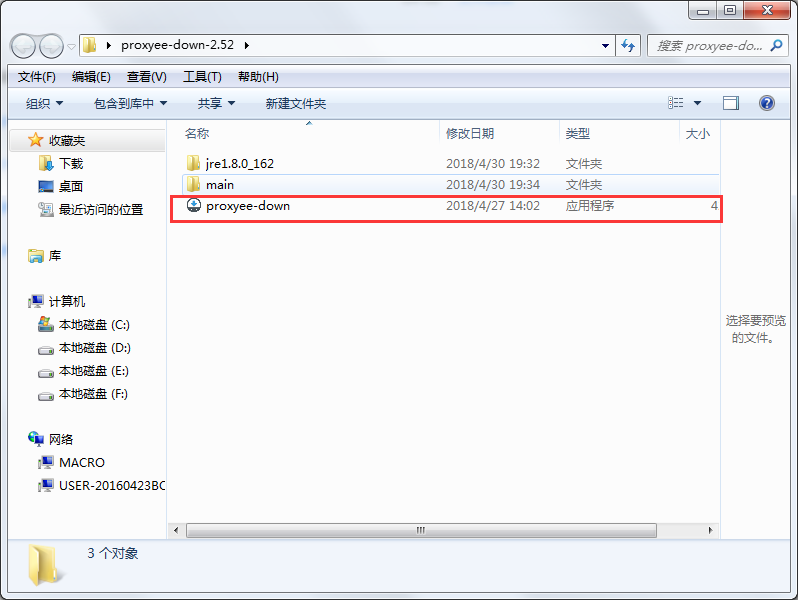 proxyee-down-2.52
搜索 proxyee-do...
文件(F) 编辑(E) 查看(V) 工具(T) 帮助(H)
组织 包含到库中 共享 新建文件夹
收藏夹
下载
桌面
最近访问的位置
库
计算机
本地磁盘 (C:)
本地磁盘 (D:)
本地磁盘 (E:)
本地磁盘 (F:)
网络
MACRO
USER-20160423BC
名称 修改日期 类型 大小
jre1.8.0_162 2018/4/30 19:32 文件夹
main 2018/4/30 19:34 文件夹
proxyee-down 2018/4/27 14:02 应用程序 4
选择要预览
的文件。
3 个对象